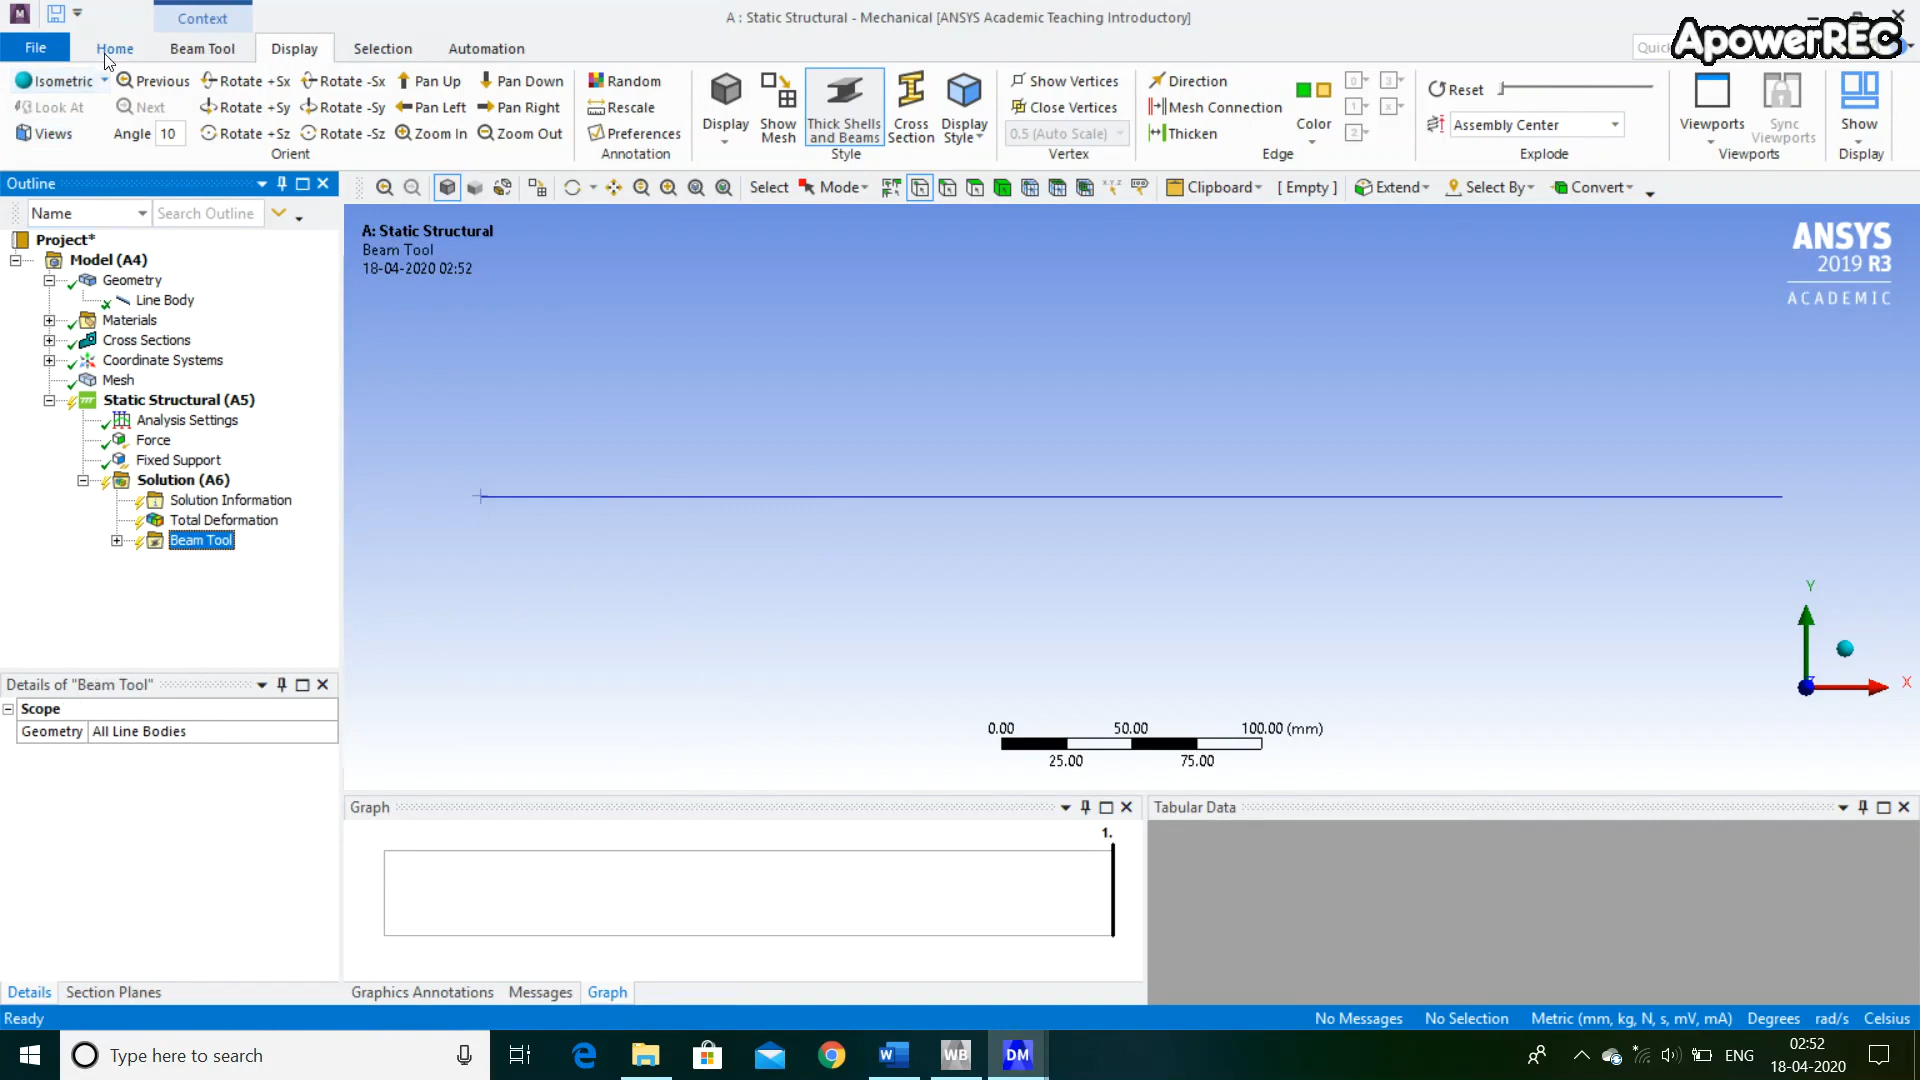 Context
A : Static Structural - Mechanical [ANSYS Academic Teaching Introductory]
File Home Beam Tool Display Selection Automation
Quic
ApowerREC
Isometric Previous Rotate +Sx Rotate -Sx Pan Up Pan Down
Look At Next Rotate +Sy Rotate -Sy Pan Left Pan Right
Views Angle 10 Rotate +Sz Rotate -Sz Zoom In Zoom Out
Orient
Random
Rescale
Preferences
Annotation
Display
Show Mesh
Thick Shells and Beams
Cross Section
Display Style
Style
Show Vertices
Close Vertices
0.5 (Auto Scale)
Vertex
Direction
Mesh Connection
Thicken
Color
0 3
1 x
2
Edge
Reset
Assembly Center
Explode
Viewports
Sync Viewports
Viewports
Show
Display
Outline
Select Mode Clipboard [ Empty ] Extend Select By Convert
Name Search Outline
Project*
Model (A4)
Geometry
Line Body
Materials
Cross Sections
Coordinate Systems
Mesh
Static Structural (A5)
Analysis Settings
Force
Fixed Support
Solution (A6)
Solution Information
Total Deformation
Beam Tool
A: Static Structural
Beam Tool
18-04-2020 02:52
ANSYS
2019 R3
ACADEMIC
Y
X
Z
0.00 50.00 100.00 (mm)
25.00 75.00
Details of "Beam Tool"
Scope
Geometry All Line Bodies
Graph
1.
Tabular Data
Details Section Planes
Graphics Annotations Messages Graph
Ready
No Messages No Selection Metric (mm, kg, N, s, mV, mA) Degrees rad/s Celsius
Type here to search
W
WB
DM
ENG
02:52
18-04-2020